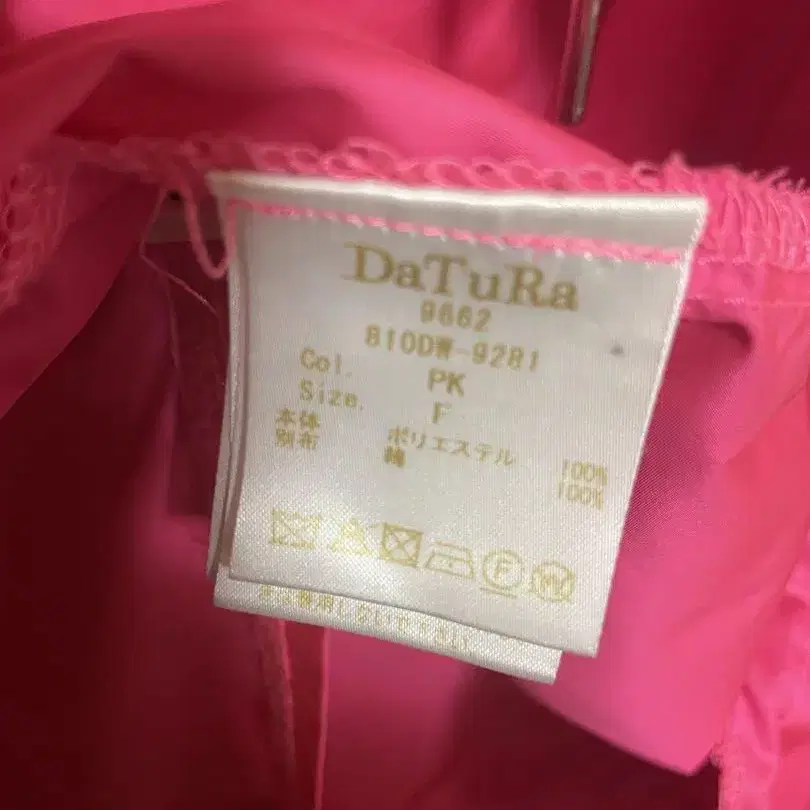 DaTuRa
9662
810DW-9281
Col. PK
Size. F
本体 ポリエステル 100%
別布 綿 100%
F